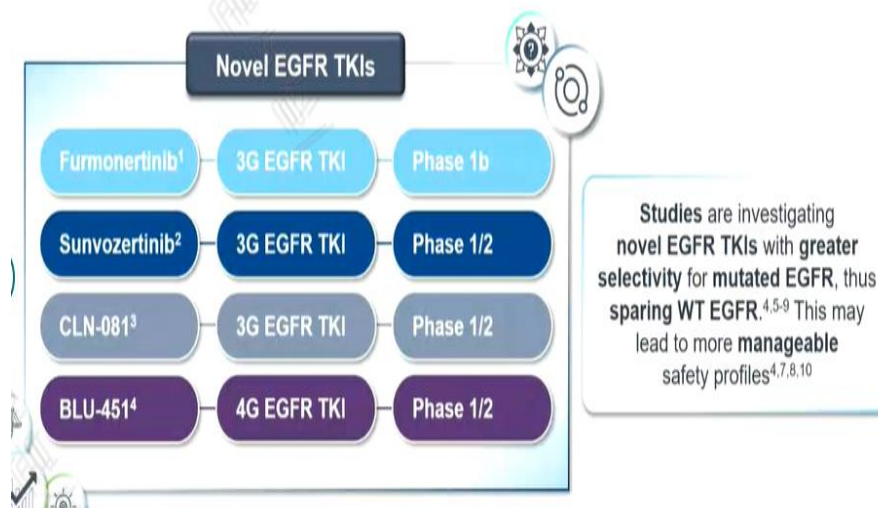 Novel EGFR TKIs
Furmonertinib¹ 3G EGFR TKI Phase 1b
Sunvozertinib² 3G EGFR TKI Phase 1/2
CLN-081³ 3G EGFR TKI Phase 1/2
BLU-451⁴ 4G EGFR TKI Phase 1/2
Studies are investigating
novel EGFR TKIs with greater
selectivity for mutated EGFR, thus
sparing WT EGFR.⁴,⁵⁻⁹ This may
lead to more manageable
safety profiles⁴,⁷,⁸,¹⁰